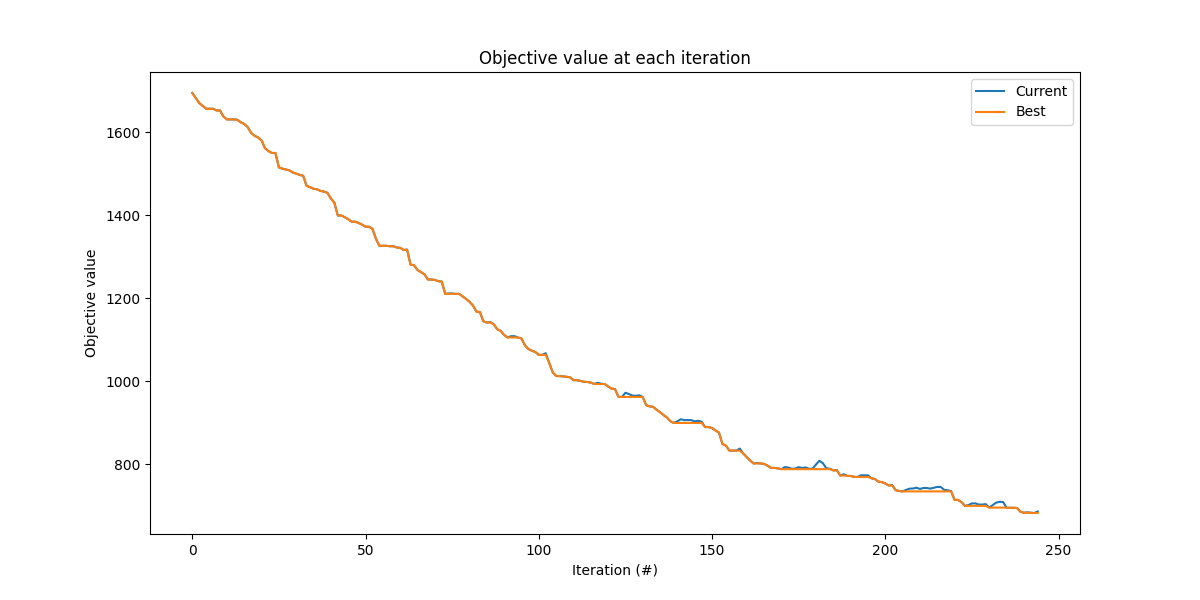 Objective value at each iteration
Current
Best
1600
1400
1200
1000
800
Objective value
0 50 100 150 200 250
Iteration (#)